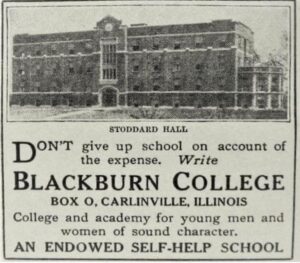 STODDARD HALL
DON'T give up school on account of
the expense. Write
BLACKBURN COLLEGE
BOX O, CARLINVILLE, ILLINOIS
College and academy for young men and
women of sound character.
AN ENDOWED SELF-HELP SCHOOL